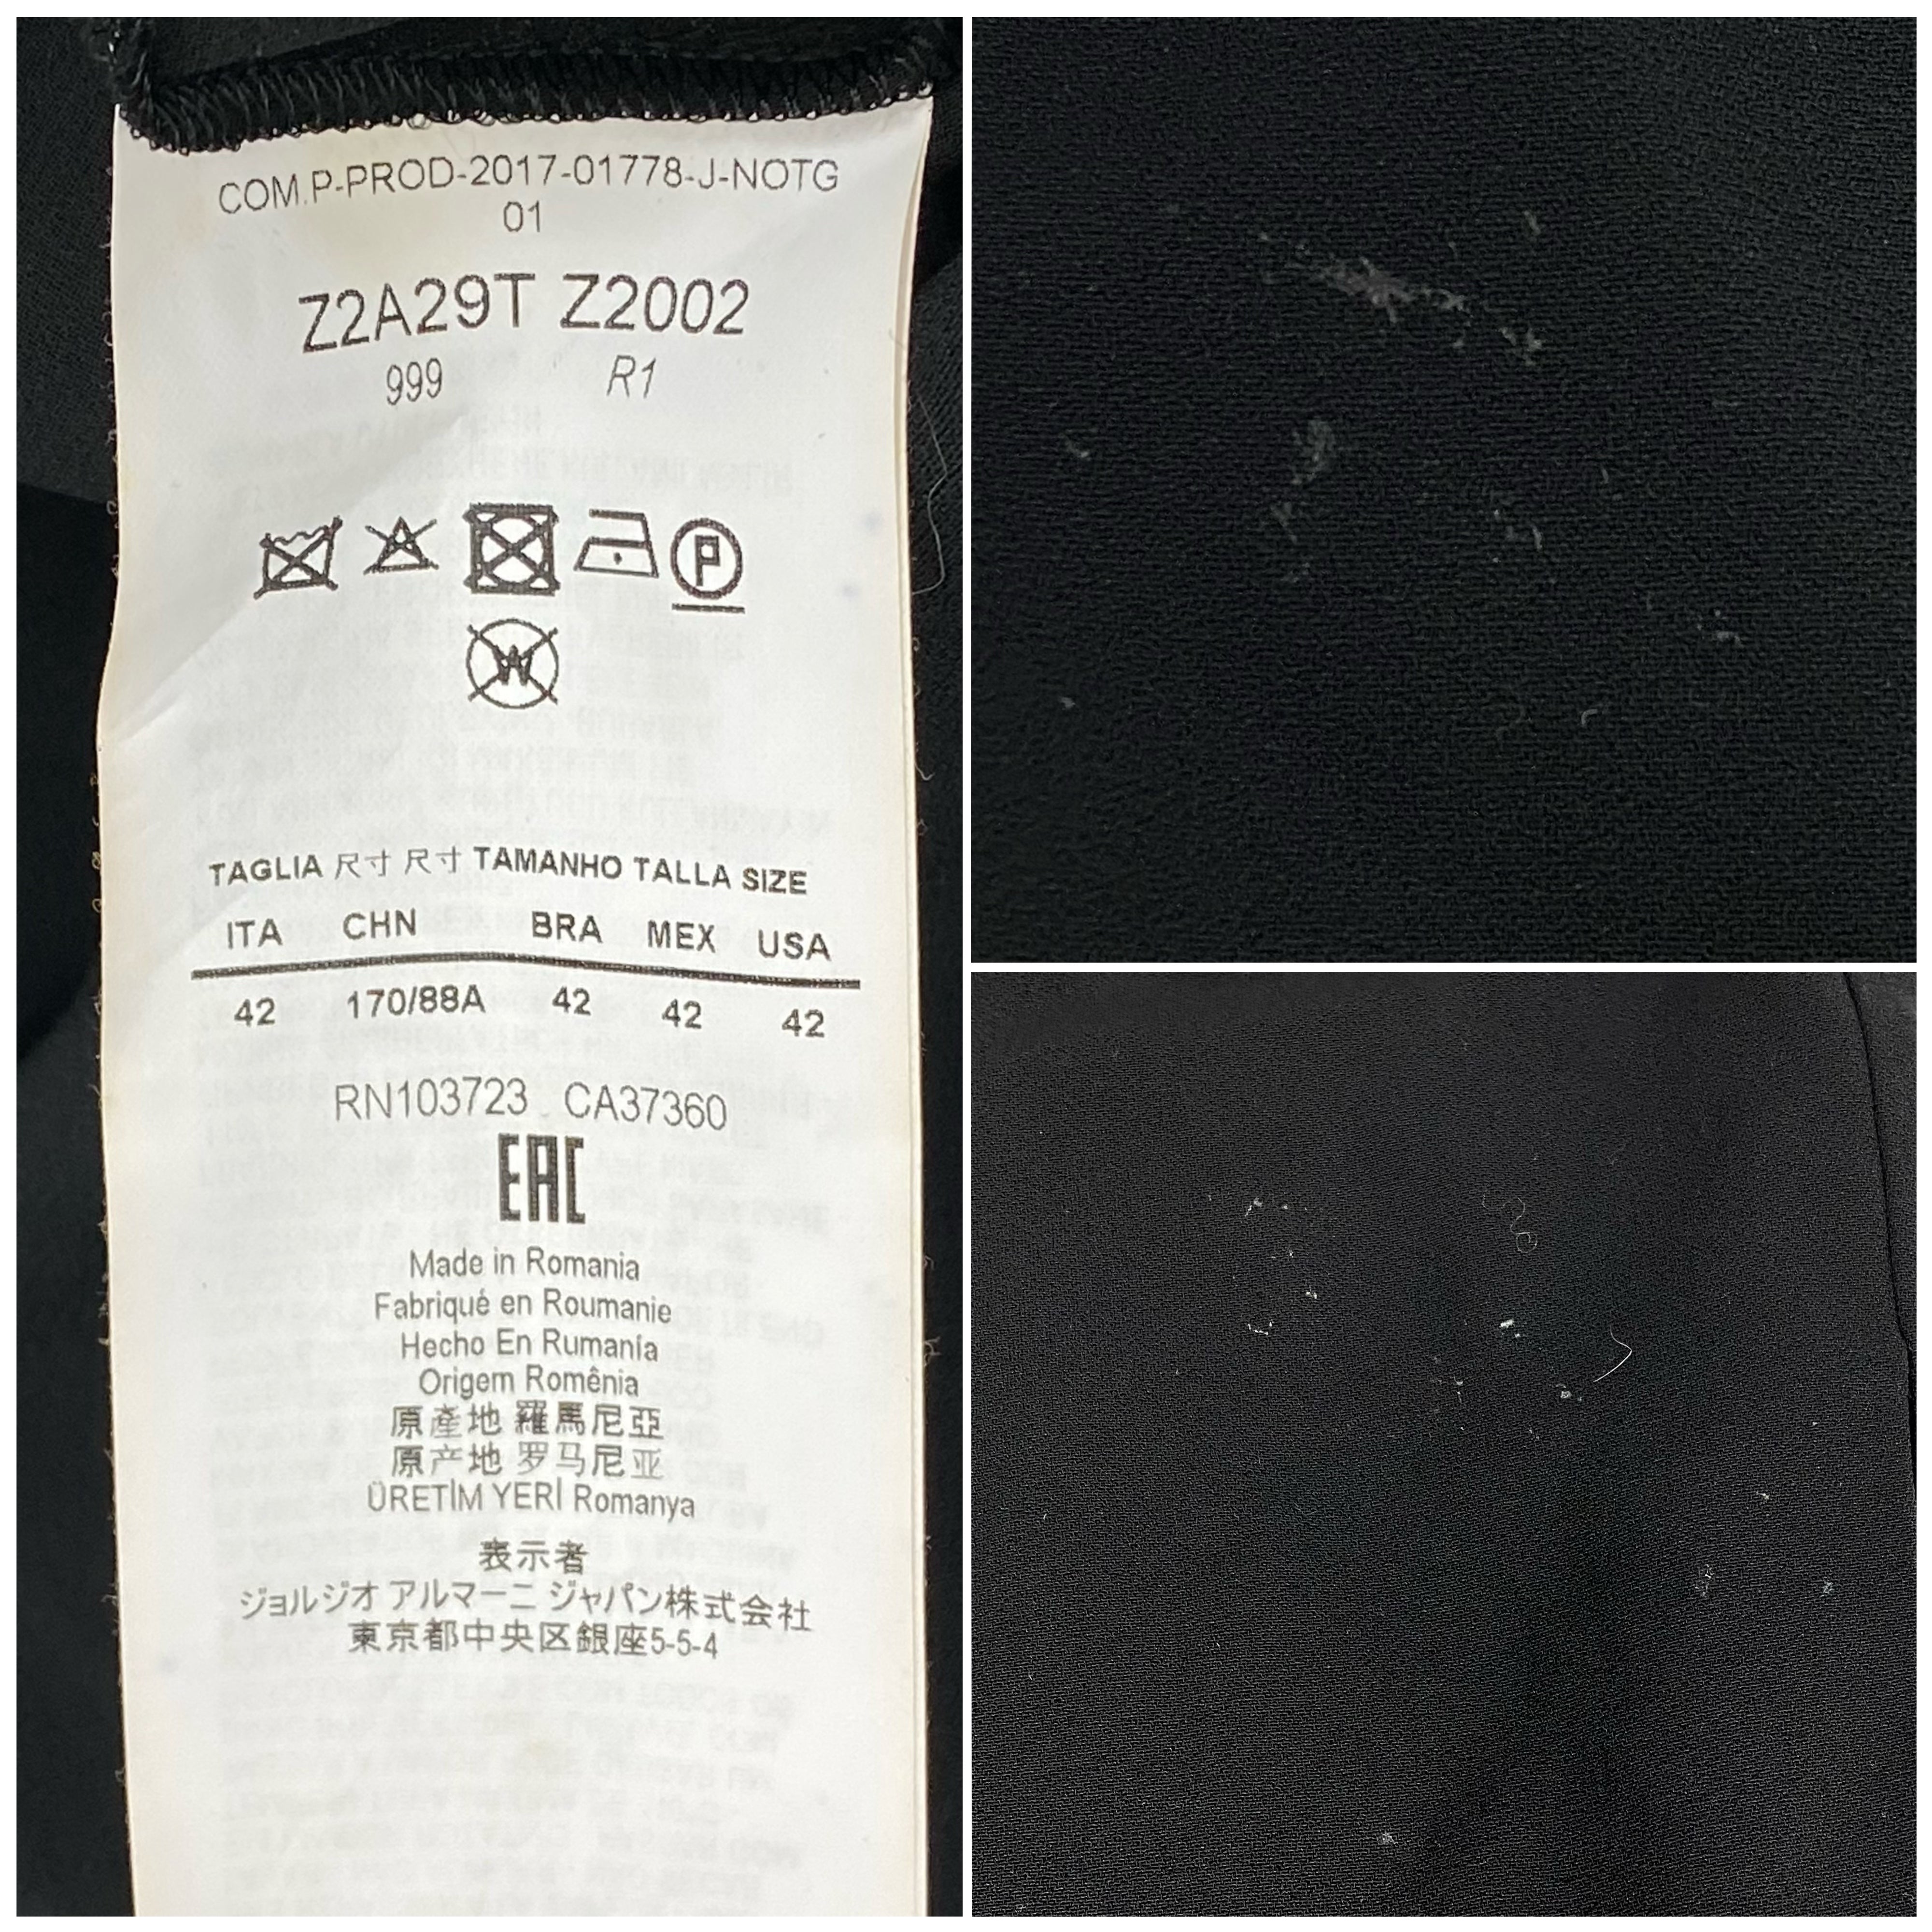 COM.P-PROD-2017-01778-J-NOTG
01
Z2A29T Z2002
999 R1
P
W
TAGLIA 尺寸 尺寸 TAMANHO TALLA SIZE
ITA CHN BRA MEX USA
42 170/88A 42 42 42
RN103723 CA37360
EAC
Made in Romania
Fabriqué en Roumanie
Hecho En Rumanía
Origem Romênia
原產地 羅馬尼亞
原产地 罗马尼亚
ÜRETİM YERİ Romanya
表示者
ジョルジオ アルマーニ ジャパン株式会社
東京都中央区銀座5-5-4